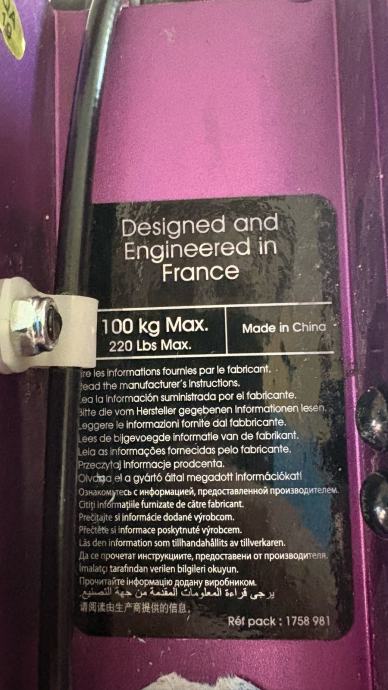 Designed and
Engineered in
France
100 kg Max.
220 Lbs Max.
Made in China
les informations fournies par le fabricant.
ead the manufacturer's instructions.
ea la información suministrada por el fabricante.
Bitte die vom Hersteller gegebenen Informationen lesen.
Leggere le informazioni fornite dal fabbricante.
Lees de bijgevoegde informatie van de fabrikant.
Leia as informações fornecidas pelo fabricante.
Przeczytaj informacje prodcenta.
Olvassa el a gyártó által megadott információkat!
Ознакомьтесь с информацией, предоставленной производителем.
Citiți informațiile furnizate de către fabricant.
Prečítajte si informácie dodané výrobcom.
Přečtěte si informace poskytnuté výrobcem.
Läs den information som tillhandahållits av tillverkaren.
Да се прочетат инструкциите, предоставени от производителя.
İmalatçı tarafından verilen bilgileri okuyun.
Прочитайте інформацію додану виробником.
يرجى قراءة المعلومات المقدمة من جهة التصنيع.
请阅读由生产商提供的信息。
Réf pack : 1758 981